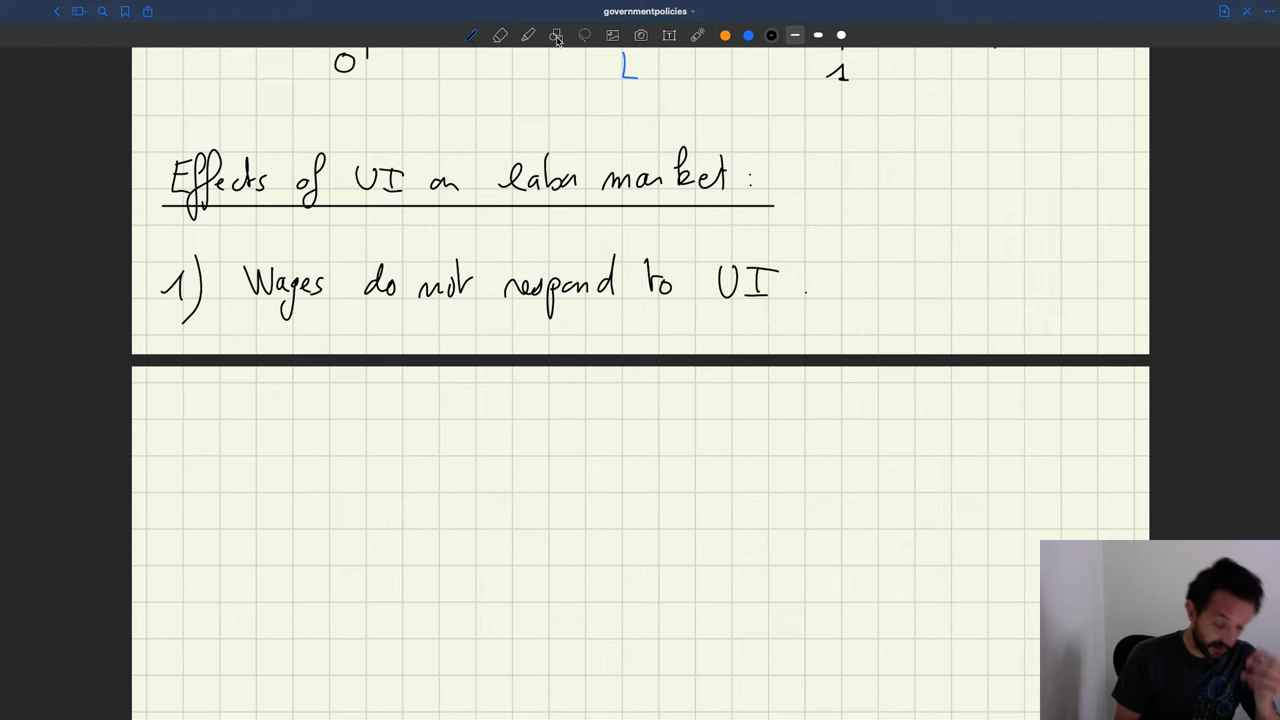 governmentpolicies
0
L
1
Effects of UI on labor market :
1) Wages do not respond to UI .